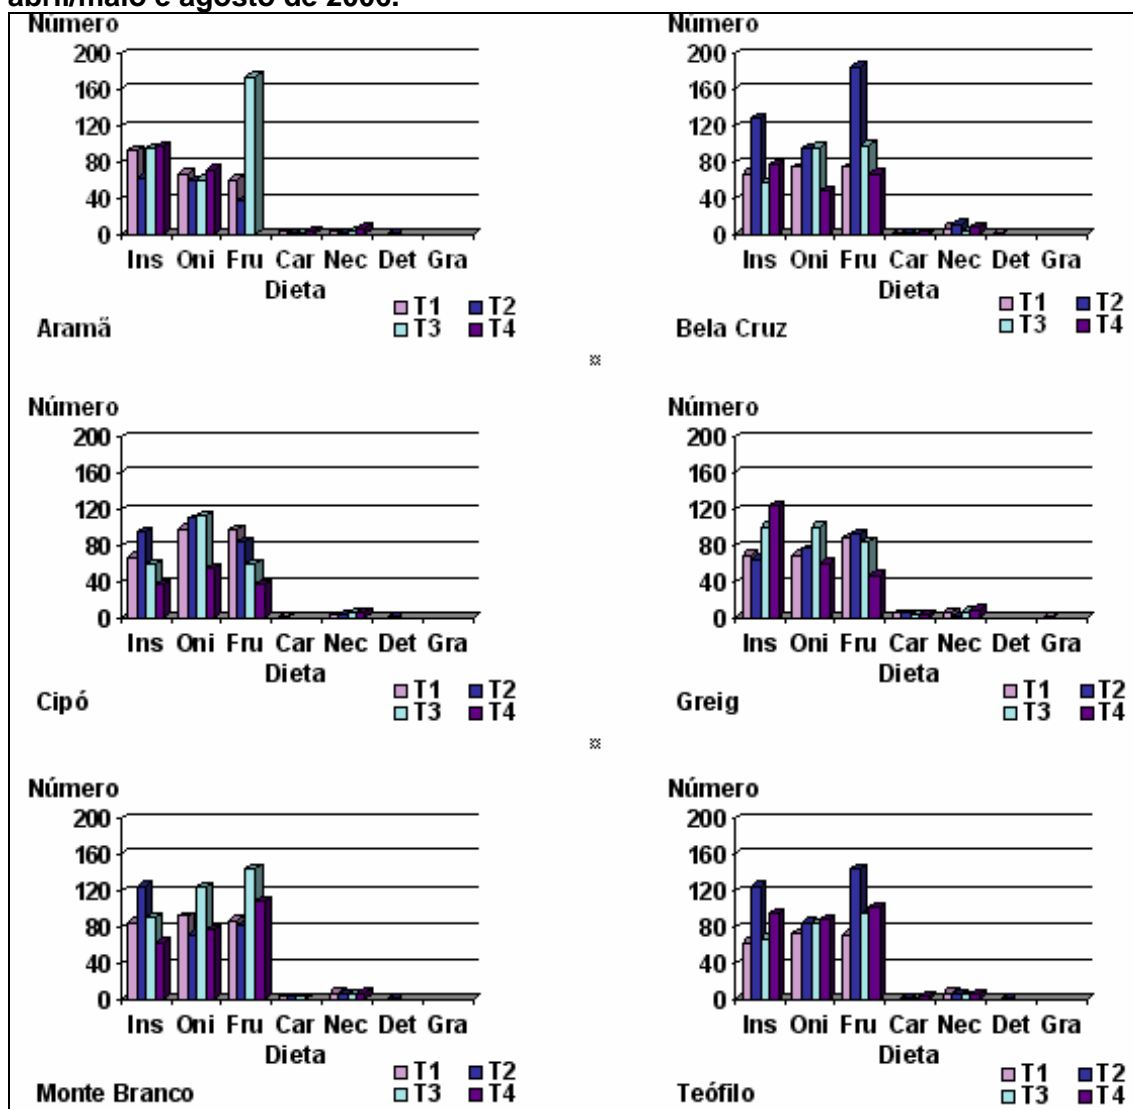 abril/maio e agosto de 2006.
Número
200
160
120
80
40
0
Ins Oni Fru Car Nec Det Gra
Dieta
T1 T2
T3 T4
Aramã
Número
200
160
120
80
40
0
Ins Oni Fru Car Nec Det Gra
Dieta
T1 T2
T3 T4
Bela Cruz
Número
200
160
120
80
40
0
Ins Oni Fru Car Nec Det Gra
Dieta
T1 T2
T3 T4
Cipó
Número
200
160
120
80
40
0
Ins Oni Fru Car Nec Det Gra
Dieta
T1 T2
T3 T4
Greig
Número
200
160
120
80
40
0
Ins Oni Fru Car Nec Det Gra
Dieta
T1 T2
T3 T4
Monte Branco
Número
200
160
120
80
40
0
Ins Oni Fru Car Nec Det Gra
Dieta
T1 T2
T3 T4
Teófilo